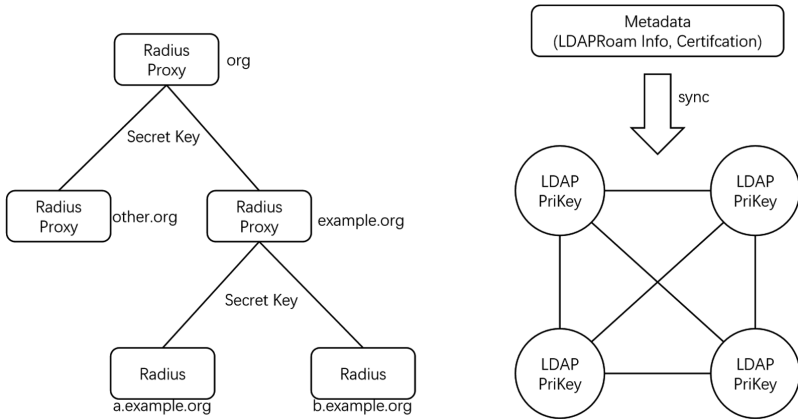 Radius
Proxy
org
Secret Key
Radius
Proxy
other.org
Radius
Proxy
example.org
Secret Key
Radius
a.example.org
Radius
b.example.org
Metadata
(LDAPRoam Info, Certifcation)
sync
LDAP
PriKey
LDAP
PriKey
LDAP
PriKey
LDAP
PriKey